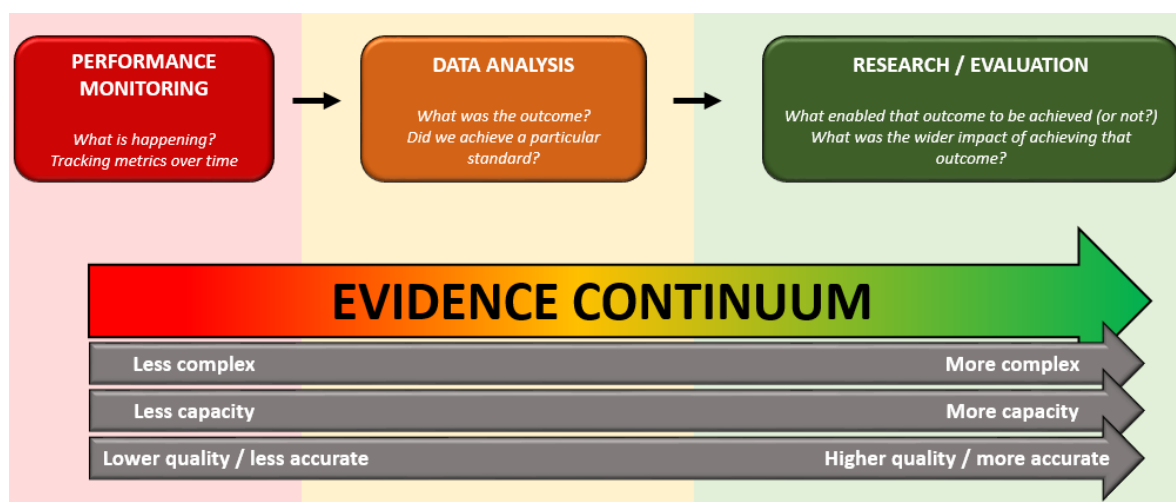 PERFORMANCE
MONITORING
What is happening?
Tracking metrics over time
DATA ANALYSIS
What was the outcome?
Did we achieve a particular
standard?
RESEARCH / EVALUATION
What enabled that outcome to be achieved (or not?)
What was the wider impact of achieving that
outcome?
EVIDENCE CONTINUUM
Less complex
More complex
Less capacity
More capacity
Lower quality / less accurate
Higher quality / more accurate